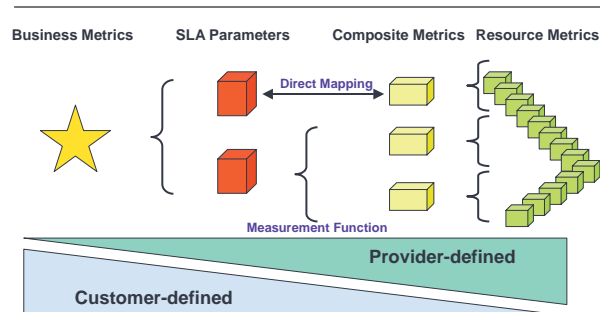 Business Metrics SLA Parameters Composite Metrics Resource Metrics
Direct Mapping
Measurement Function
Provider-defined
Customer-defined